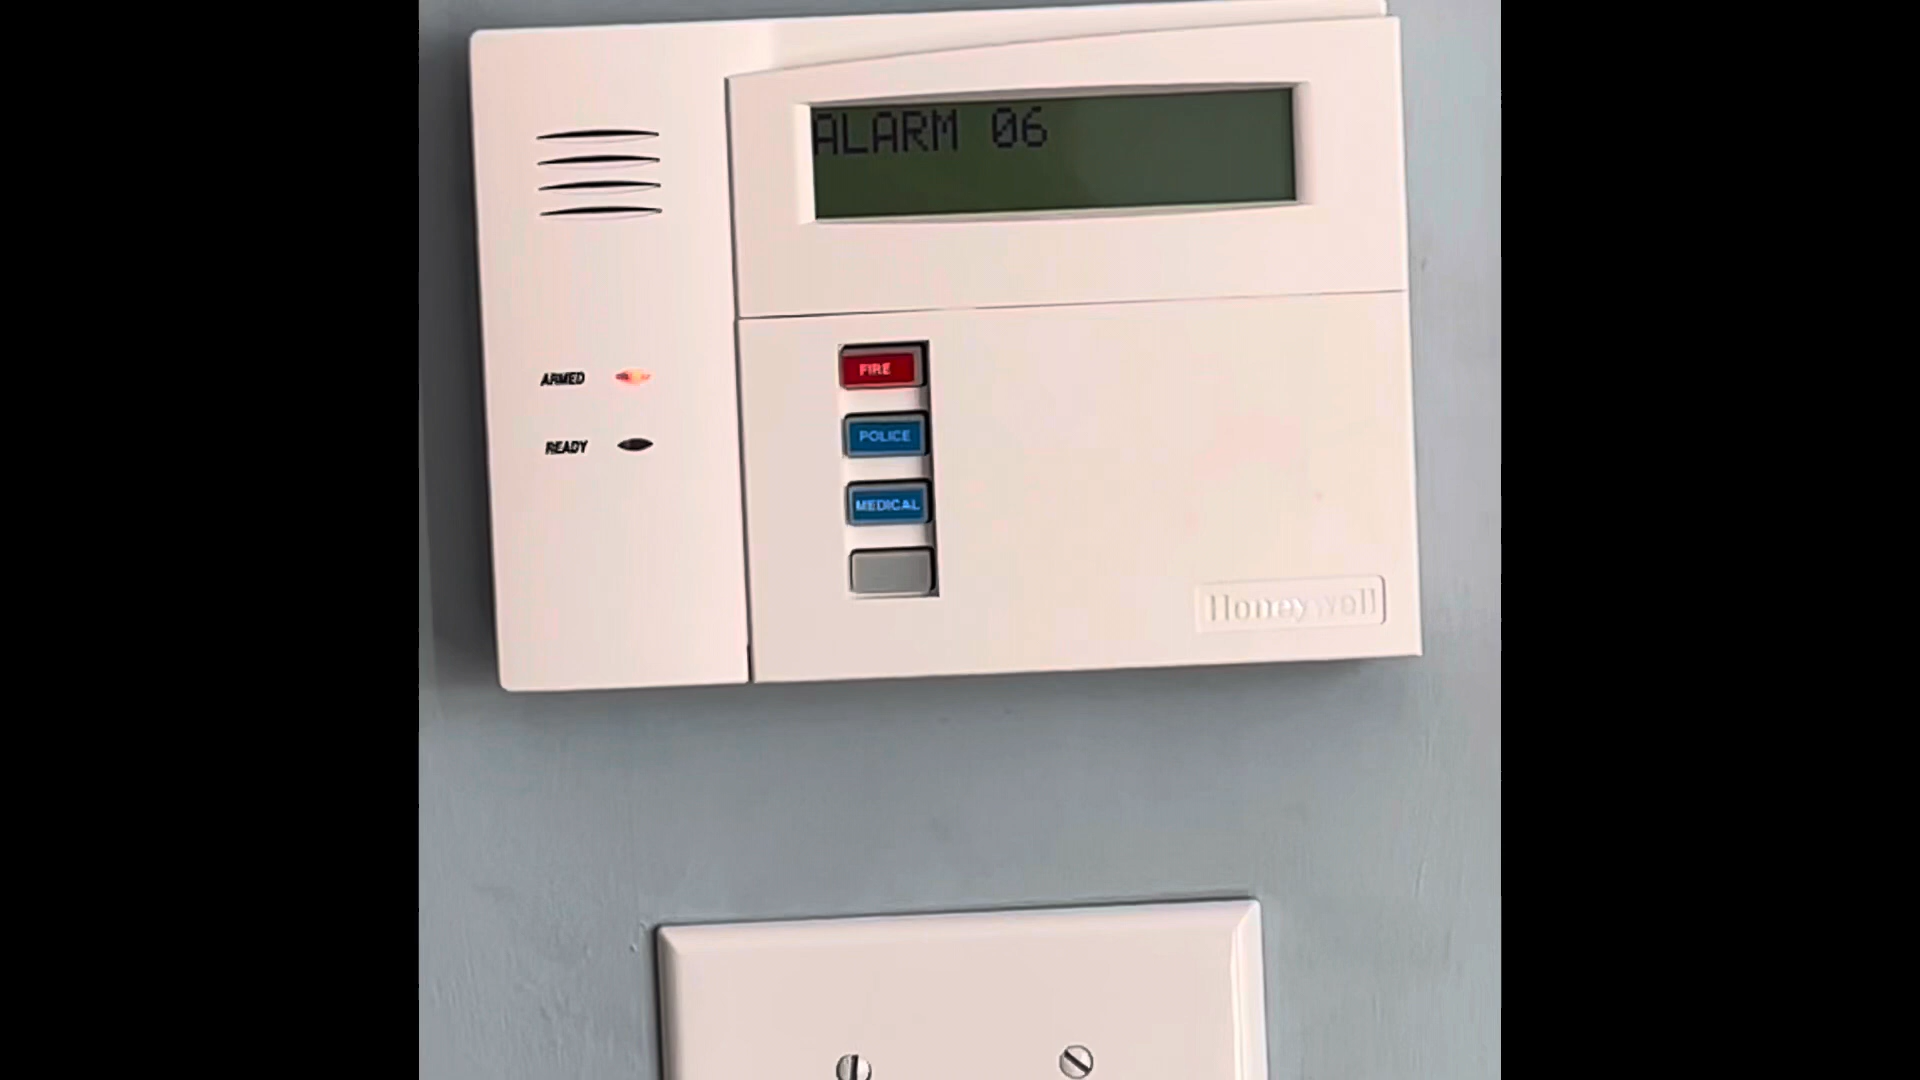 ALARM 06
ARMED
READY
FIRE
POLICE
MEDICAL
Honeywell